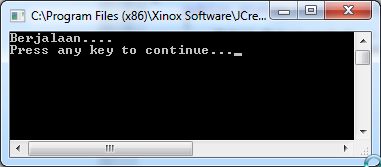 C:\Program Files (x86)\Xinox Software\JCre...
Berjalaan....
Press any key to continue..._